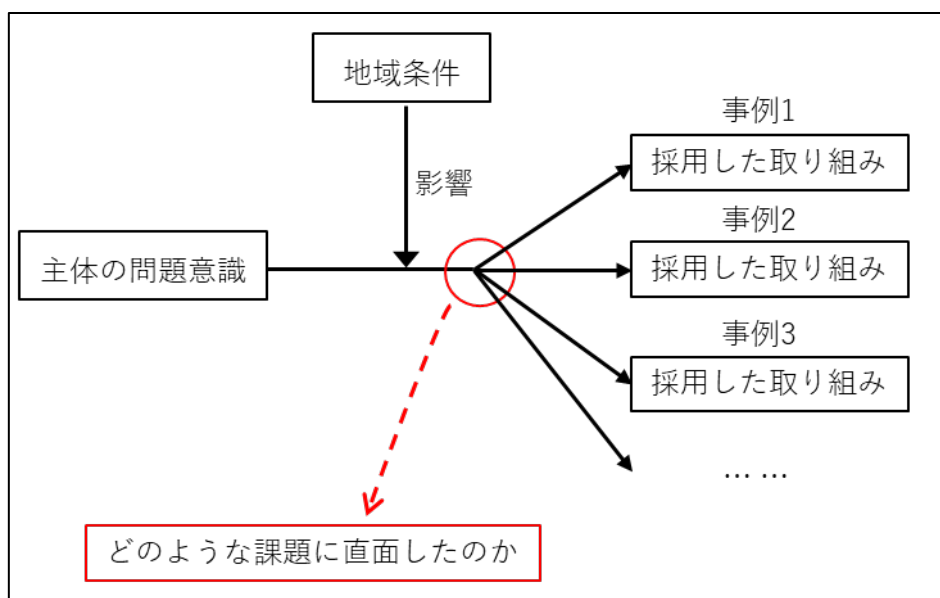 地域条件
影響
主体の問題意識
事例1
採用した取り組み
事例2
採用した取り組み
事例3
採用した取り組み
... ...
どのような課題に直面したのか